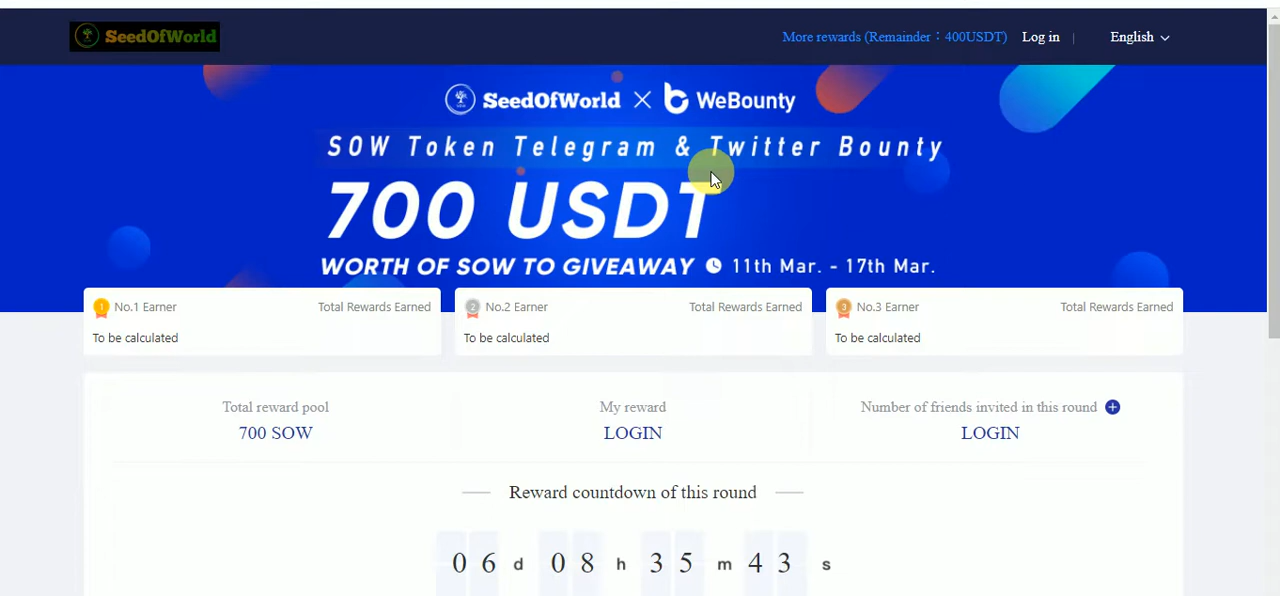 SeedOfWorld
More rewards (Remainder：400USDT) Log in | English
SeedOfWorld X WeBounty
SOW Token Telegram & Twitter Bounty
700 USDT
WORTH OF SOW TO GIVEAWAY 11th Mar. - 17th Mar.
1 No.1 Earner Total Rewards Earned
To be calculated
2 No.2 Earner Total Rewards Earned
To be calculated
3 No.3 Earner Total Rewards Earned
To be calculated
Total reward pool
700 SOW
My reward
LOGIN
Number of friends invited in this round
LOGIN
Reward countdown of this round
06 d 08 h 35 m 43 s